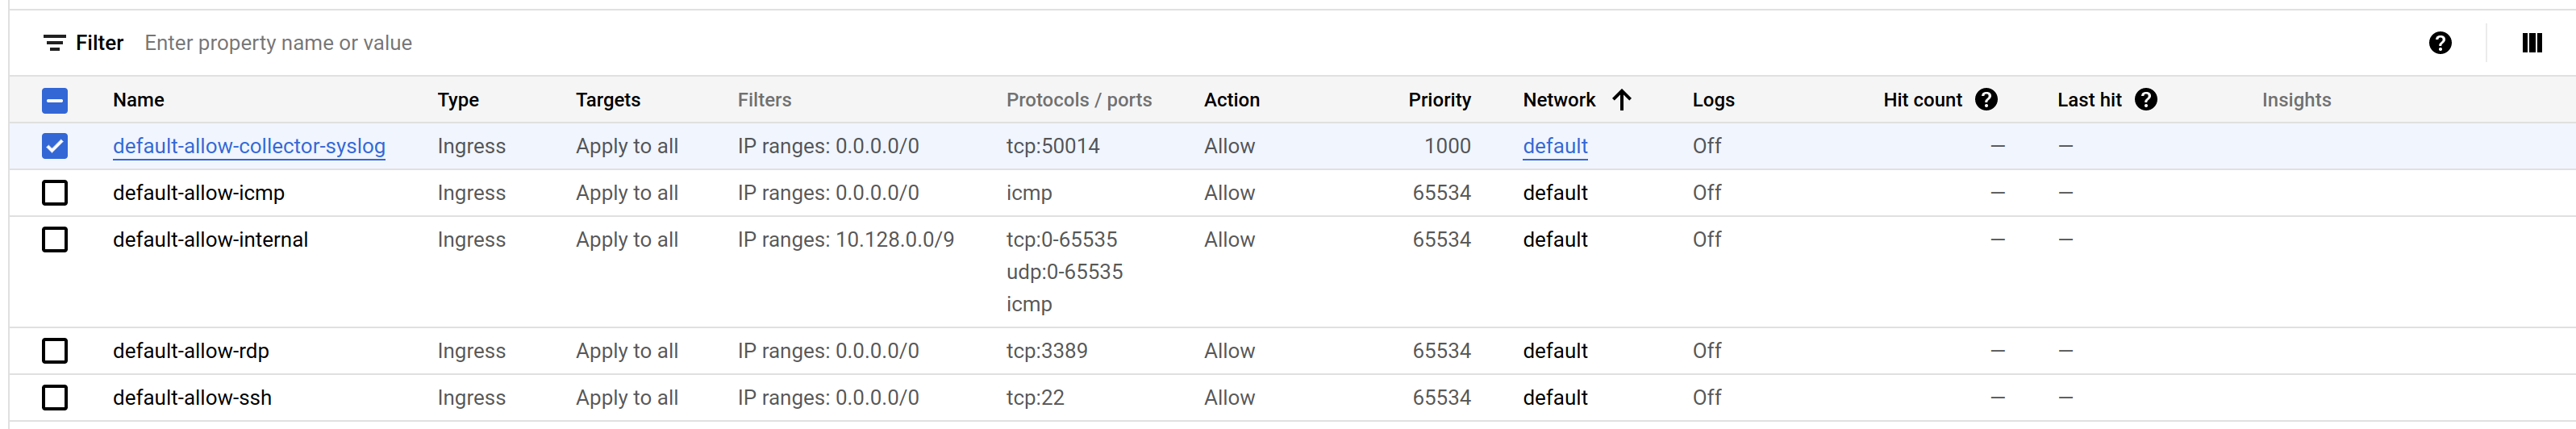 Filter Enter property name or value
Name Type Targets Filters Protocols / ports Action Priority Network Logs Hit count Last hit Insights
default-allow-collector-syslog Ingress Apply to all IP ranges: 0.0.0.0/0 tcp:50014 Allow 1000 default Off — —
default-allow-icmp Ingress Apply to all IP ranges: 0.0.0.0/0 icmp Allow 65534 default Off — —
default-allow-internal Ingress Apply to all IP ranges: 10.128.0.0/9 tcp:0-65535 Allow 65534 default Off — —
udp:0-65535
icmp
default-allow-rdp Ingress Apply to all IP ranges: 0.0.0.0/0 tcp:3389 Allow 65534 default Off — —
default-allow-ssh Ingress Apply to all IP ranges: 0.0.0.0/0 tcp:22 Allow 65534 default Off — —